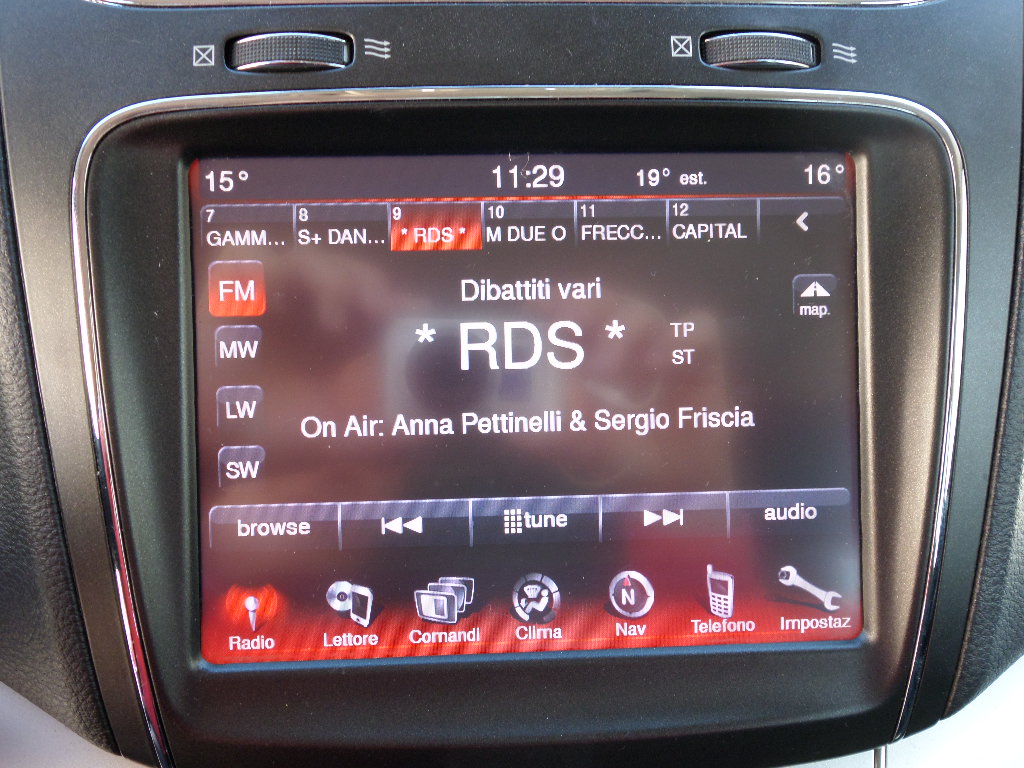 15° 11:29 19° est. 16°
7 8 9 10 11 12
GAMM... S+ DAN... * RDS * M DUE O FRECC... CAPITAL
FM Dibattiti vari
map.
MW * RDS * TP
ST
LW On Air: Anna Pettinelli & Sergio Friscia
SW
browse tune audio
Radio Lettore Comandi Clima Nav Telefono Impostaz
N